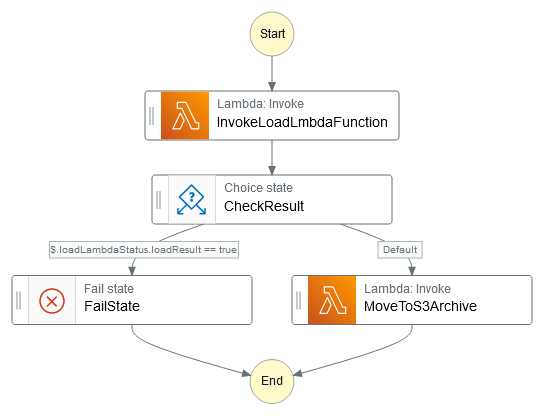 Start
Lambda: Invoke
InvokeLoadLmbdaFunction
Choice state
CheckResult
$.loadLambdaStatus.loadResult == true
Default
Fail state
FailState
Lambda: Invoke
MoveToS3Archive
End